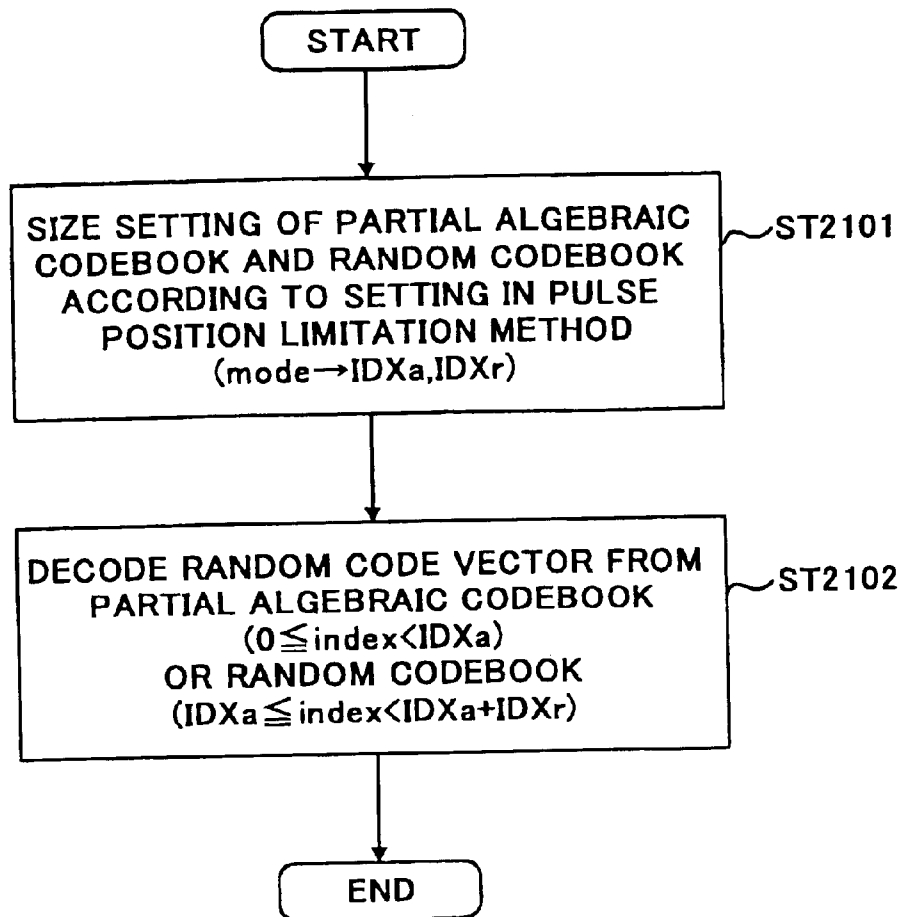 START
SIZE SETTING OF PARTIAL ALGEBRAIC
CODEBOOK AND RANDOM CODEBOOK
ACCORDING TO SETTING IN PULSE
POSITION LIMITATION METHOD
(mode→IDXa,IDXr)
ST2101
DECODE RANDOM CODE VECTOR FROM
PARTIAL ALGEBRAIC CODEBOOK
(0≦index<IDXa)
OR RANDOM CODEBOOK
(IDXa≦index<IDXa+IDXr)
ST2102
END